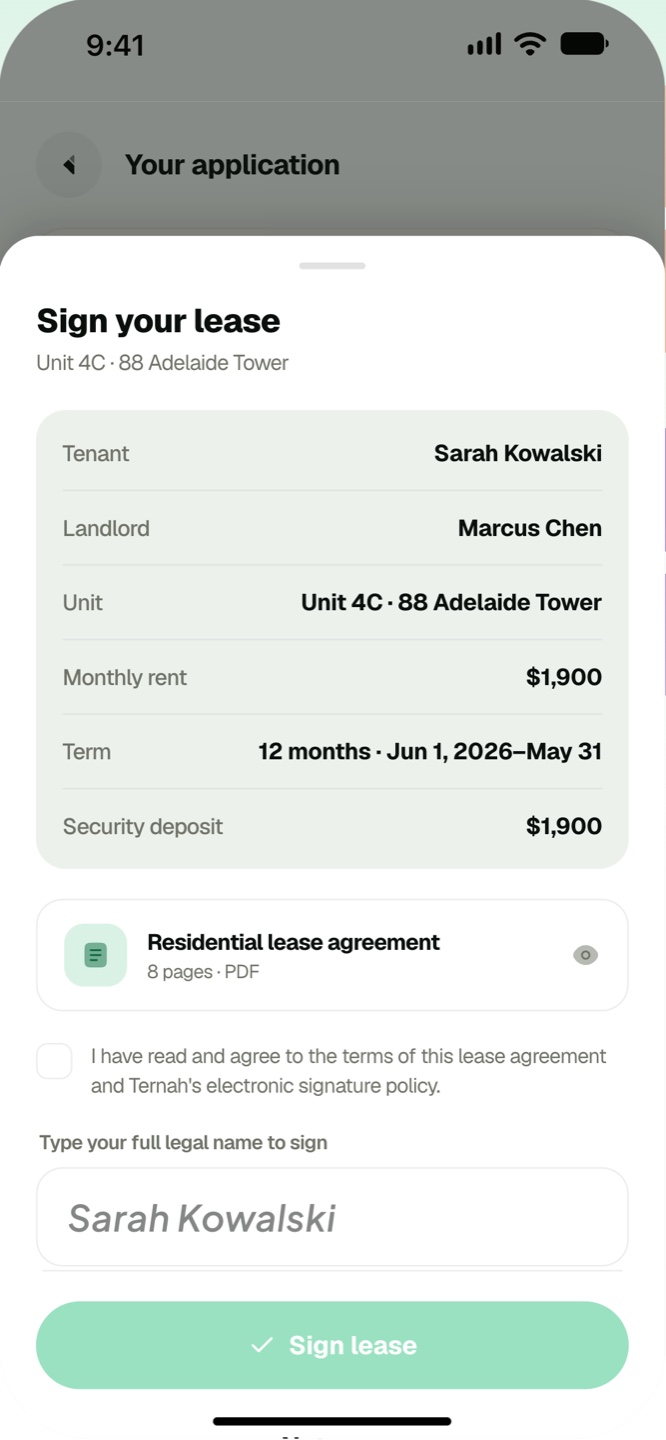 9:41
Your application
Sign your lease
Unit 4C · 88 Adelaide Tower
Tenant Sarah Kowalski
Landlord Marcus Chen
Unit Unit 4C · 88 Adelaide Tower
Monthly rent $1,900
Term 12 months · Jun 1, 2026–May 31
Security deposit $1,900
Residential lease agreement
8 pages · PDF
I have read and agree to the terms of this lease agreement
and Ternah's electronic signature policy.
Type your full legal name to sign
Sarah Kowalski
Sign lease